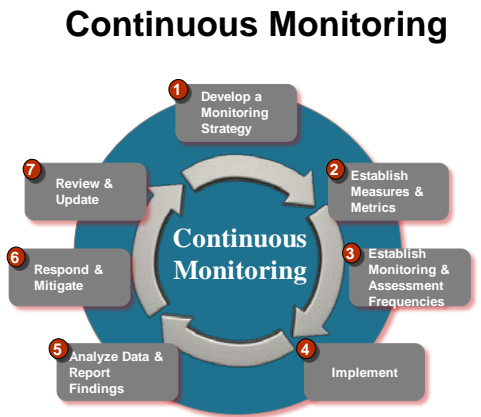 Continuous Monitoring
1
Develop a
Monitoring
Strategy
2
Establish
Measures &
Metrics
3
Establish
Monitoring &
Assessment
Frequencies
4
Implement
5
Analyze Data &
Report
Findings
6
Respond &
Mitigate
7
Review &
Update
Continuous
Monitoring